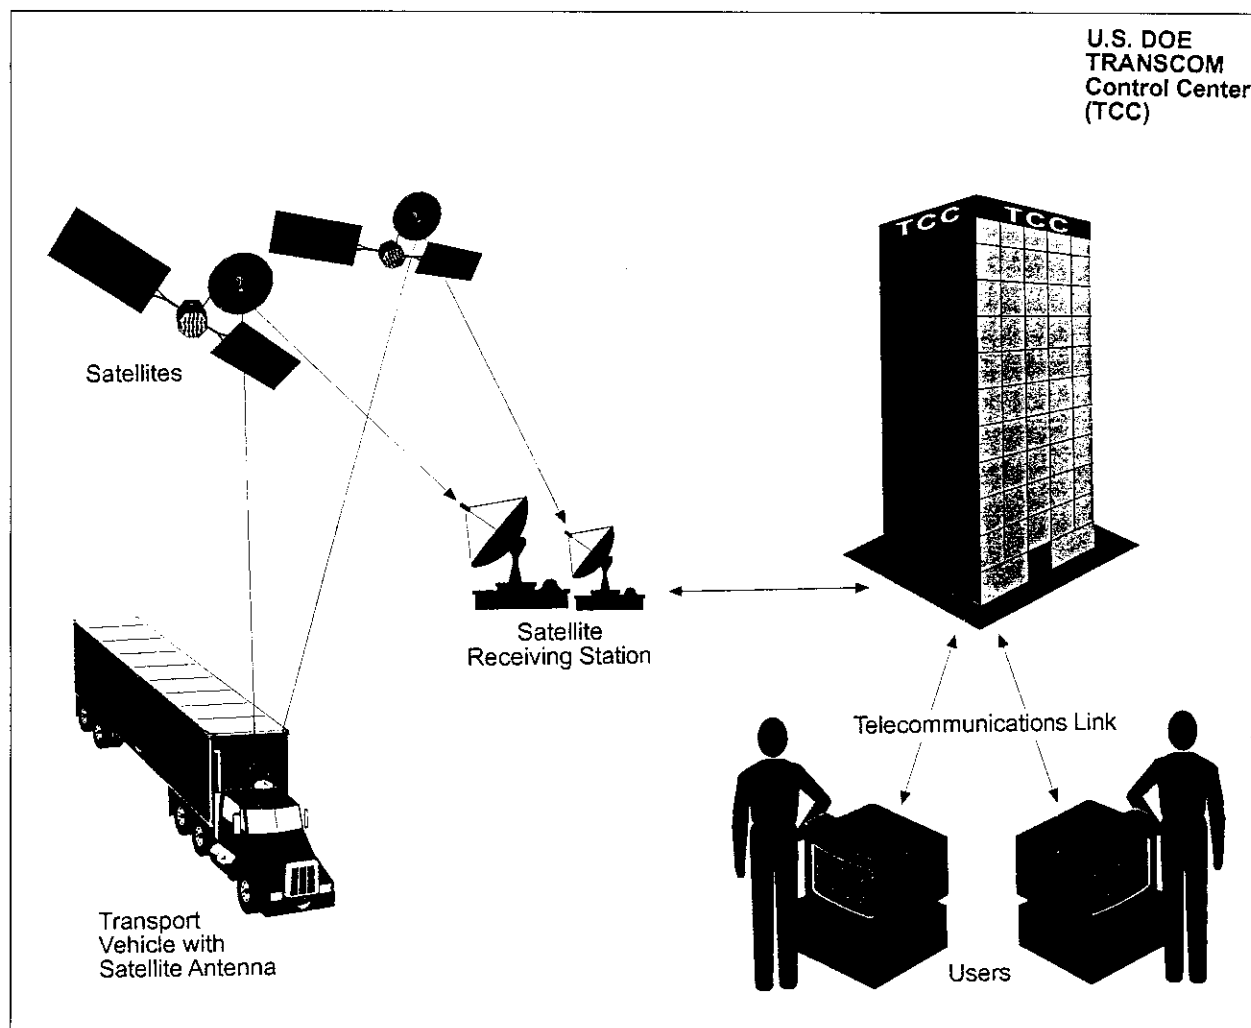 U.S. DOE
TRANSCOM
Control Center
(TCC)
TCC TCC
Satellites
Satellite
Receiving Station
Telecommunications Link
Transport
Vehicle with
Satellite Antenna
Users